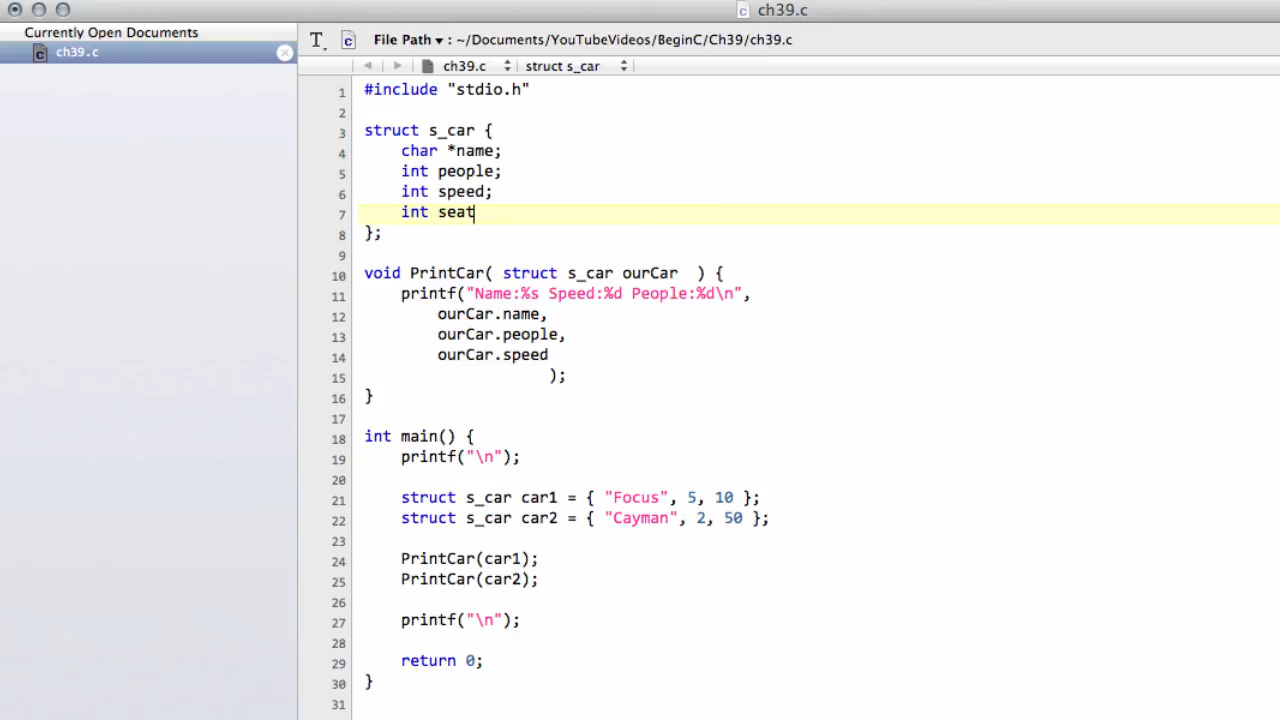 ch39.c
Currently Open Documents
ch39.c
File Path ▾ : ~/Documents/YouTubeVideos/BeginC/Ch39/ch39.c
ch39.c struct s_car
1 #include "stdio.h"
2
3 struct s_car {
4     char *name;
5     int people;
6     int speed;
7     int seat
8 };
9
10 void PrintCar( struct s_car ourCar  ) {
11     printf("Name:%s Speed:%d People:%d\n",
12         ourCar.name,
13         ourCar.people,
14         ourCar.speed
15                     );
16 }
17
18 int main() {
19     printf("\n");
20
21     struct s_car car1 = { "Focus", 5, 10 };
22     struct s_car car2 = { "Cayman", 2, 50 };
23
24     PrintCar(car1);
25     PrintCar(car2);
26
27     printf("\n");
28
29     return 0;
30 }
31